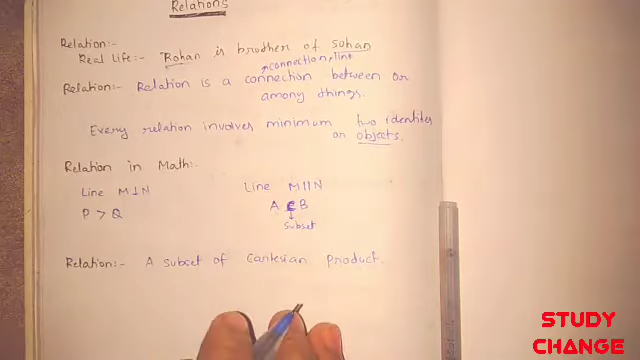 Relations
Relation:-
Real Life:- Rohan is brother of Sohan
connection, link
Relation:- Relation is a connection between or
among things.
Every relation involves minimum two identites
or objects.
Relation in Math:-
Line M⊥N
Line M||N
P > Q
A ⊂ B
Subset
Relation:- A subset of Cartesian Product.
STUDY
CHANGE